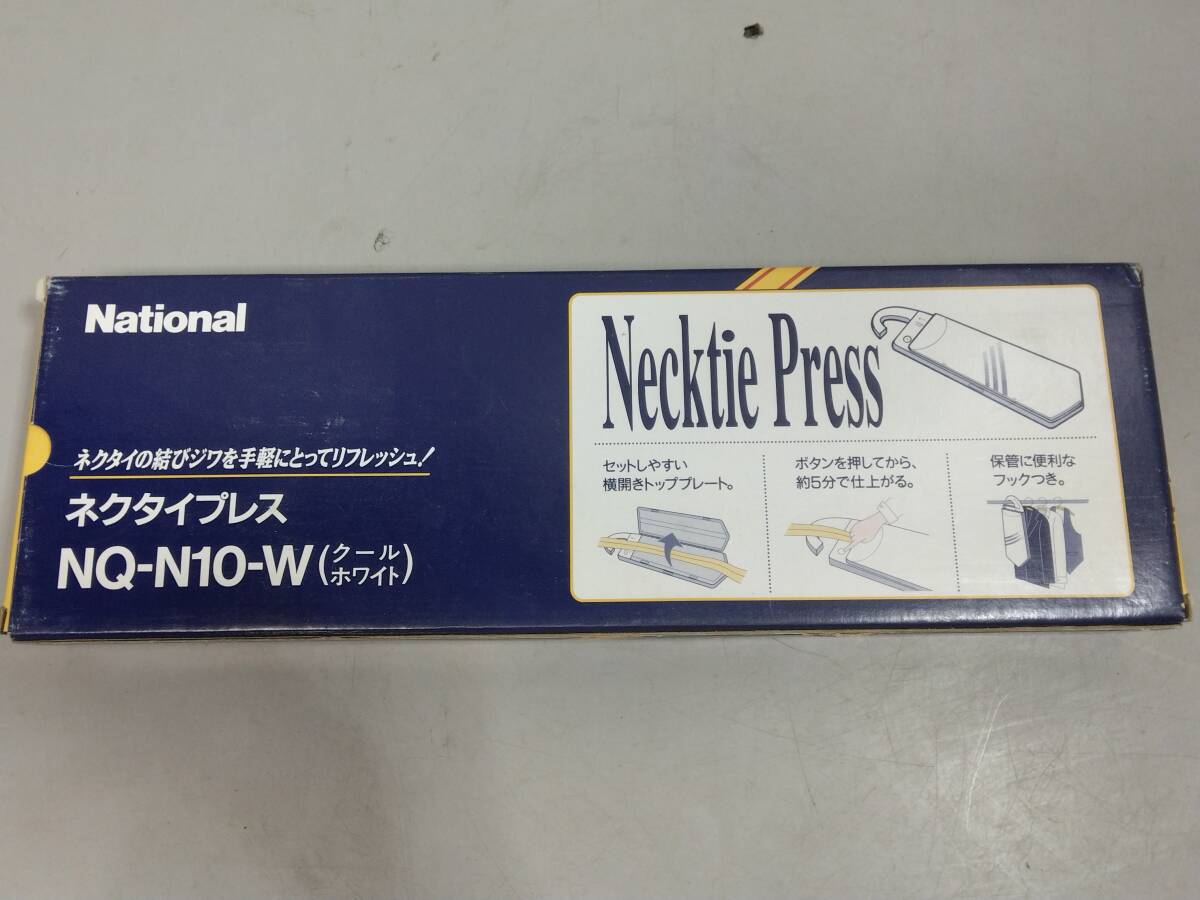 National
ネクタイの結びジワを手軽にとってリフレッシュ!
ネクタイプレス
NQ-N10-W(クール
ホワイト)
Necktie Press
セットしやすい
横開きトッププレート。
ボタンを押してから、
約5分で仕上がる。
保管に便利な
フックつき。